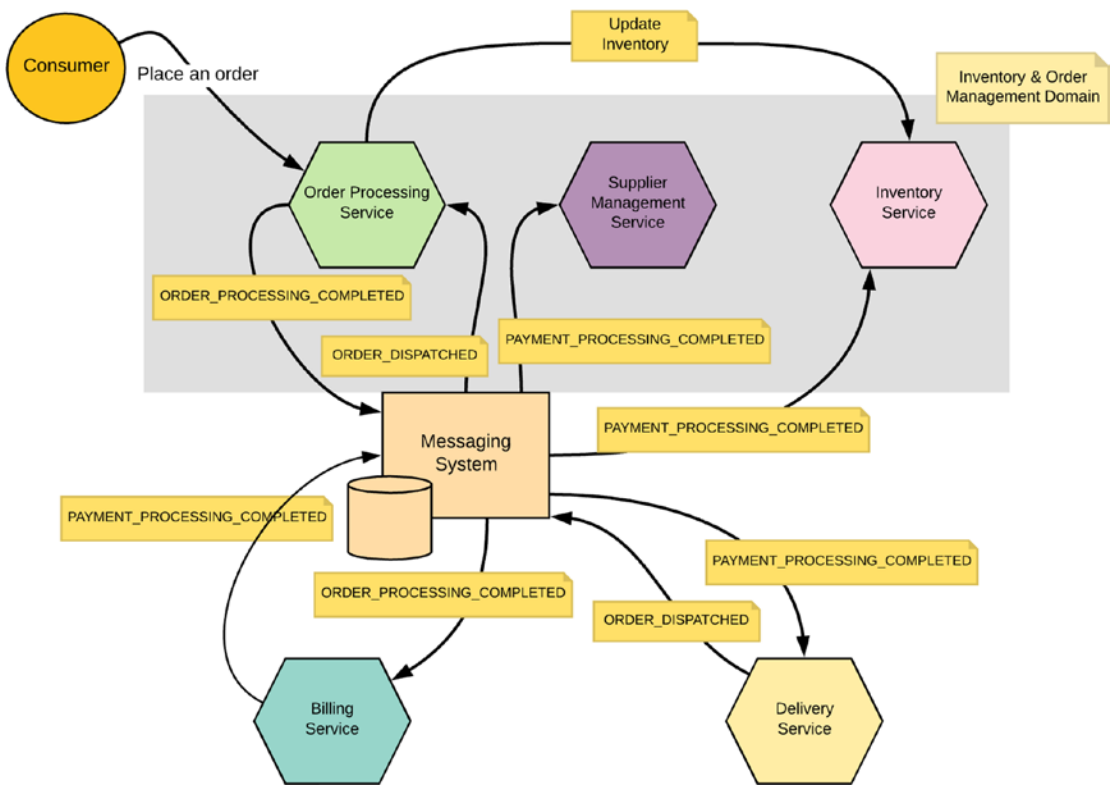 Update
Inventory
Consumer
Place an order
Inventory & Order
Management Domain
Order Processing
Service
Supplier
Management
Service
Inventory
Service
ORDER_PROCESSING_COMPLETED
ORDER_DISPATCHED
PAYMENT_PROCESSING_COMPLETED
PAYMENT_PROCESSING_COMPLETED
Messaging
System
PAYMENT_PROCESSING_COMPLETED
PAYMENT_PROCESSING_COMPLETED
ORDER_PROCESSING_COMPLETED
ORDER_DISPATCHED
Billing
Service
Delivery
Service